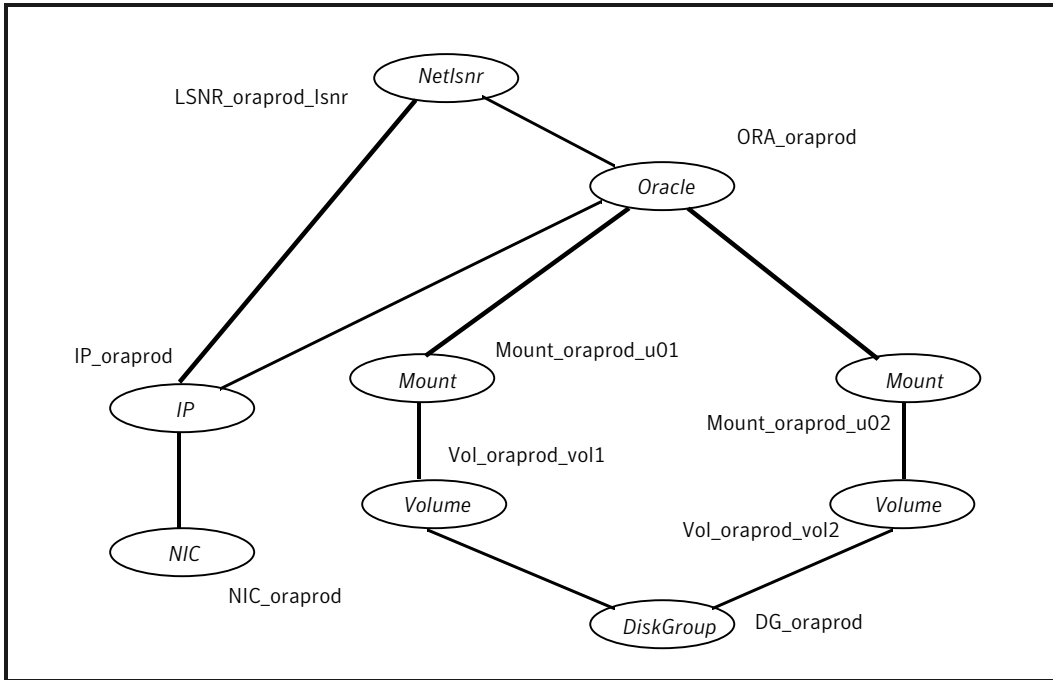 Netlsnr
LSNR_oraprod_lsnr
ORA_oraprod
Oracle
IP_oraprod
Mount_oraprod_u01
Mount
Mount
IP
Mount_oraprod_u02
Vol_oraprod_vol1
Volume
Volume
Vol_oraprod_vol2
NIC
NIC_oraprod
DiskGroup
DG_oraprod